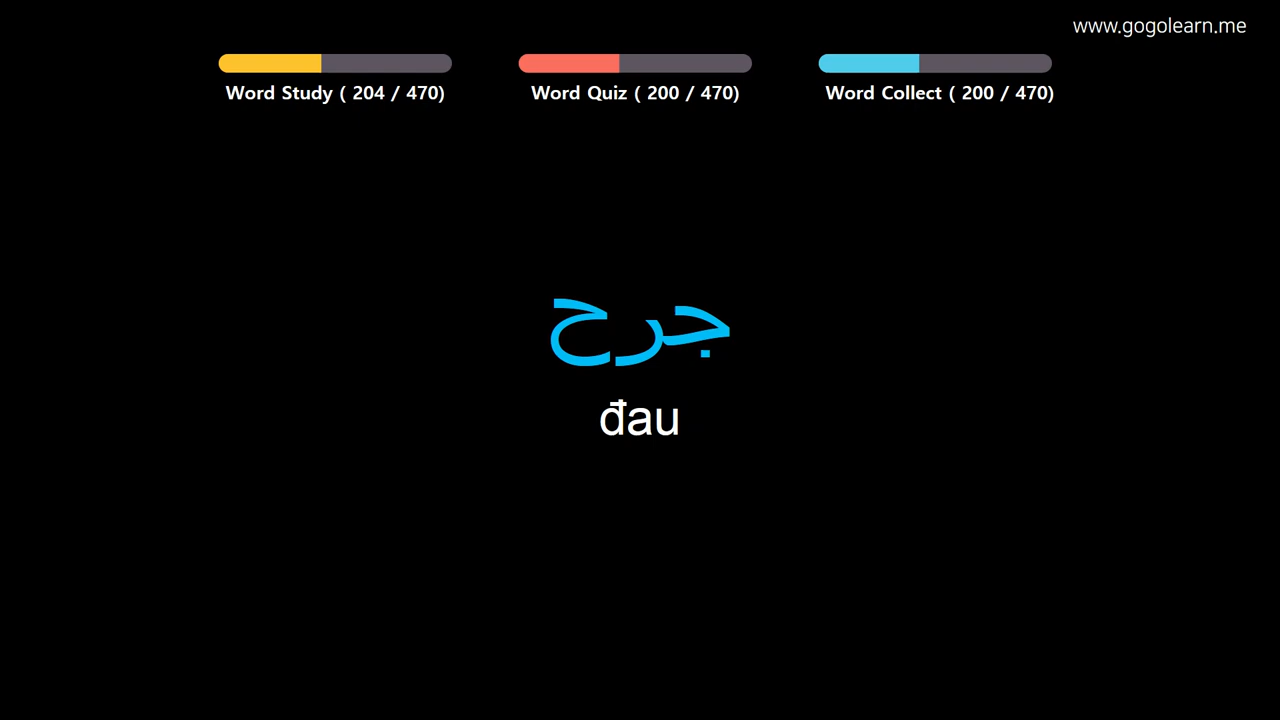 www.gogolearn.me
Word Study ( 204 / 470)
Word Quiz ( 200 / 470)
Word Collect ( 200 / 470)
جرح
đau